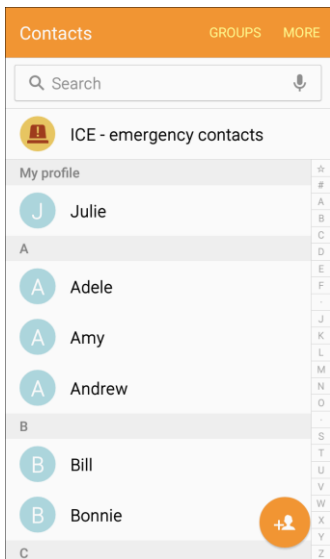 Contacts GROUPS MORE
Search
ICE - emergency contacts
My profile
J Julie
A
A Adele
A Amy
A Andrew
B
B Bill
B Bonnie
C
☆
#
A
B
C
D
E
F
·
J
K
L
M
N
O
·
S
T
U
V
W
X
Y
Z